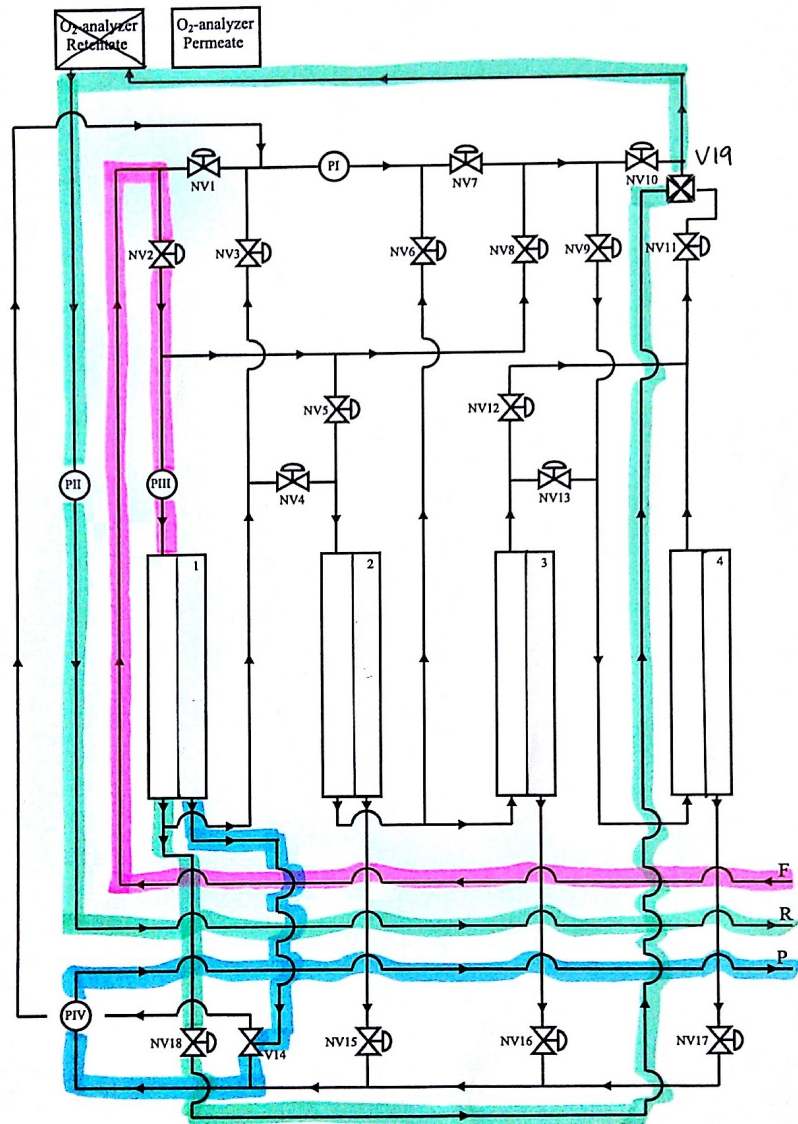 O₂-analyzer
Retentate
O₂-analyzer
Permeate
V19
NV1
PI
NV7
NV10
NV2
NV3
NV6
NV8
NV9
NV11
NV5
NV12
NV4
NV13
PII
PIII
1
2
3
4
F
R
P
PIV
NV18
V14
NV15
NV16
NV17